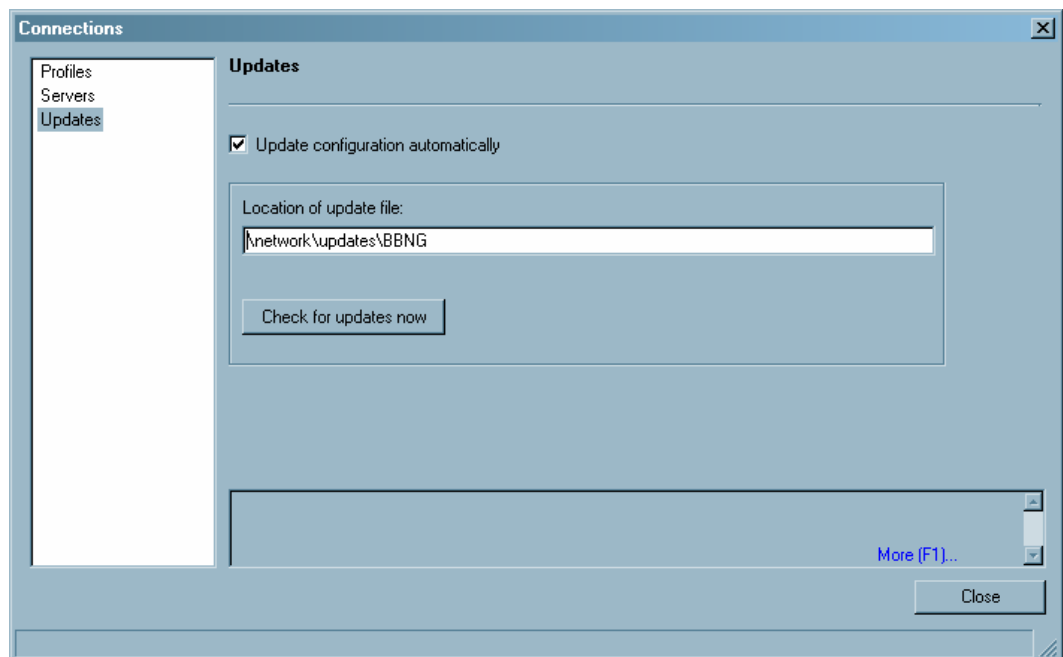 Connections
Profiles
Servers
Updates
Updates
Update configuration automatically
Location of update file:
\network\updates\BBNG
Check for updates now
More (F1)...
Close